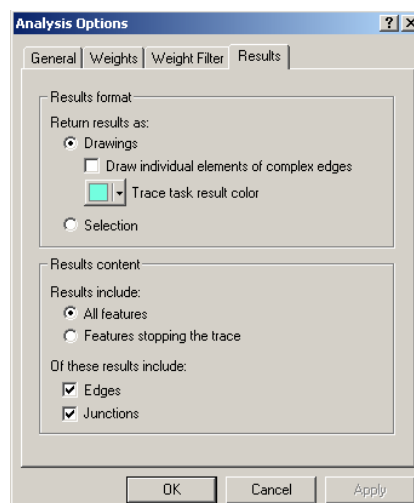 Analysis Options
General Weights Weight Filter Results
Results format
Return results as:
Drawings
Draw individual elements of complex edges
Trace task result color
Selection
Results content
Results include:
All features
Features stopping the trace
Of these results include:
Edges
Junctions
OK Cancel Apply